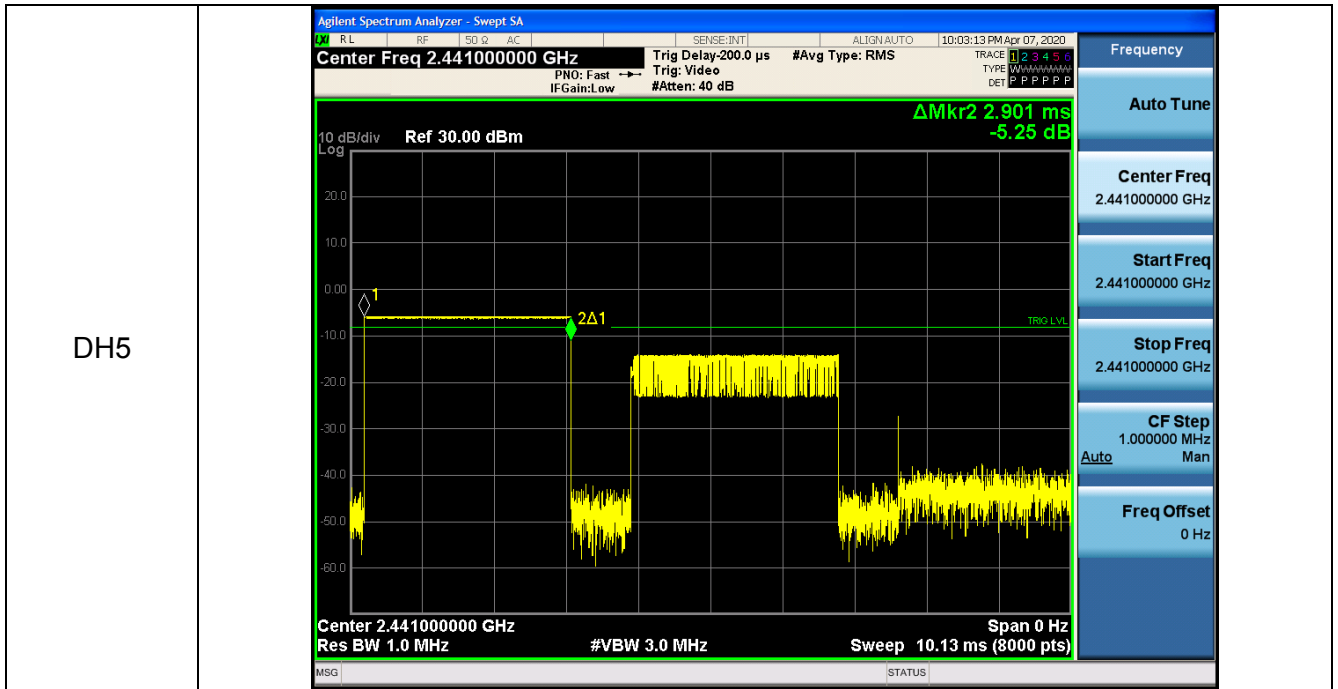 DH5
Agilent Spectrum Analyzer - Swept SA
LXI RL RF 50 Ω AC SENSE:INT ALIGN AUTO 10:03:13 PM Apr 07, 2020
Center Freq 2.441000000 GHz
PNO: Fast
IFGain:Low
Trig Delay-200.0 µs
Trig: Video
#Atten: 40 dB
#Avg Type: RMS
TRACE 1 2 3 4 5 6
TYPE WWWWWW
DET P P P P P P
ΔMkr2 2.901 ms
-5.25 dB
10 dB/div Ref 30.00 dBm
Log
20.0
10.0
0.00
-10.0
-20.0
-30.0
-40.0
-50.0
-60.0
1
2Δ1
TRIG LVL
Center 2.441000000 GHz Span 0 Hz
Res BW 1.0 MHz #VBW 3.0 MHz Sweep 10.13 ms (8000 pts)
MSG STATUS
Frequency
Auto Tune
Center Freq
2.441000000 GHz
Start Freq
2.441000000 GHz
Stop Freq
2.441000000 GHz
CF Step
1.000000 MHz
Auto Man
Freq Offset
0 Hz